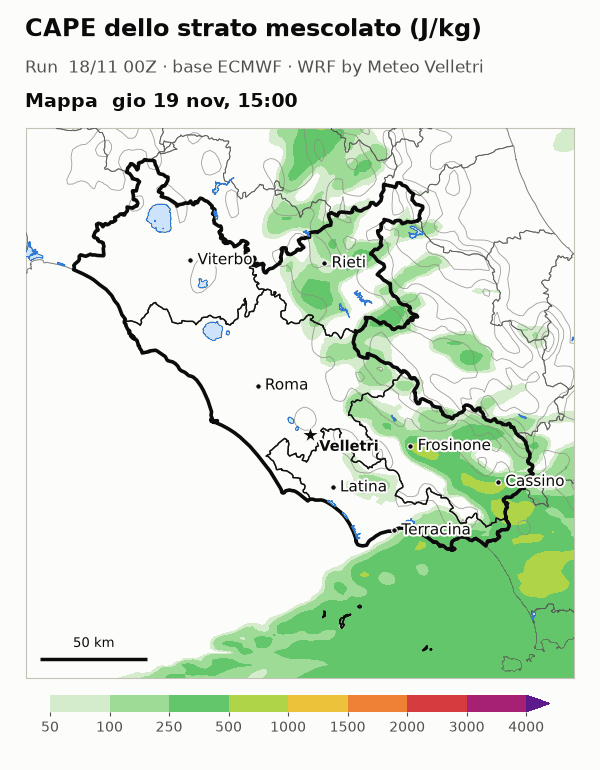 CAPE dello strato mescolato (J/kg)
Run  18/11 00Z · base ECMWF · WRF by Meteo Velletri
Mappa  gio 19 nov, 15:00
Viterbo
Rieti
Roma
Velletri
Frosinone
Latina
Cassino
Terracina
50 km
50 100 250 500 1000 1500 2000 3000 4000